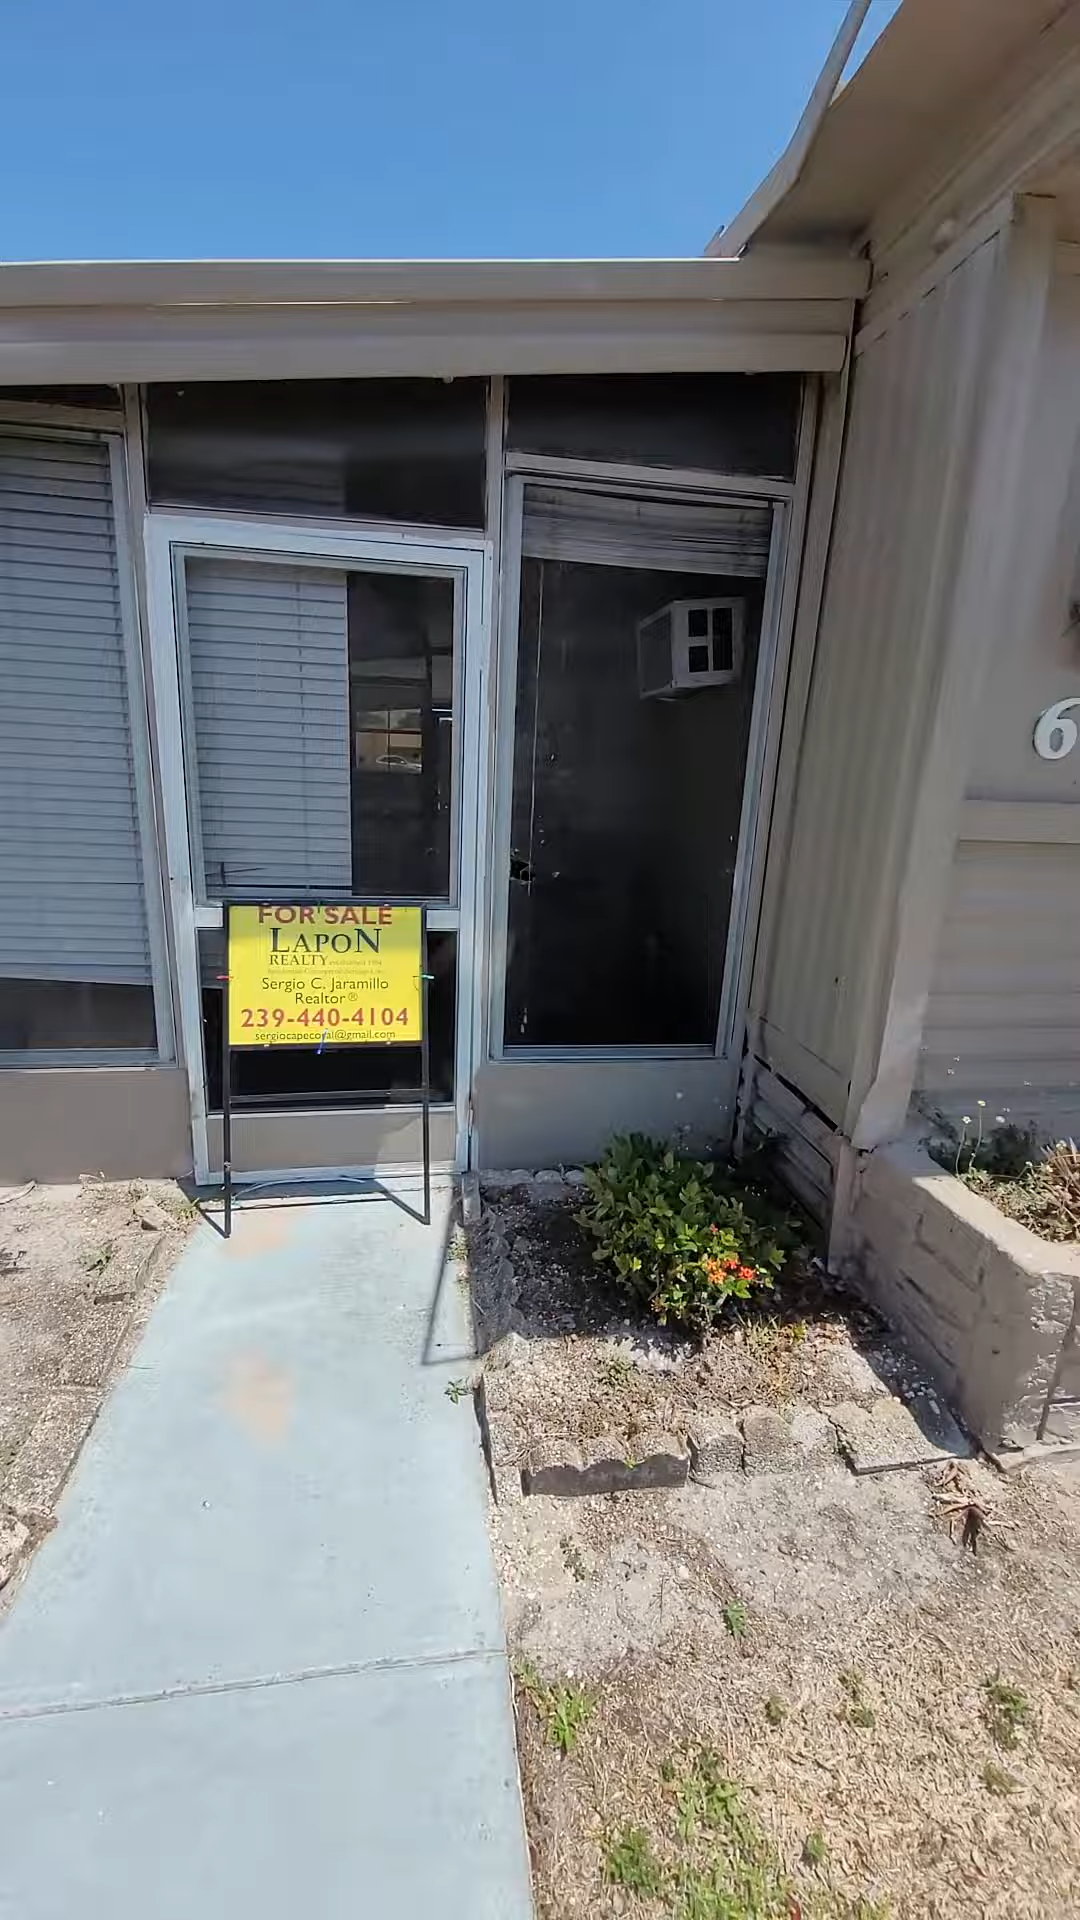 FOR SALE
LAPON
REALTY
Sergio C. Jaramillo
Realtor®
239-440-4104
sergiocapecoral@gmail.com
6